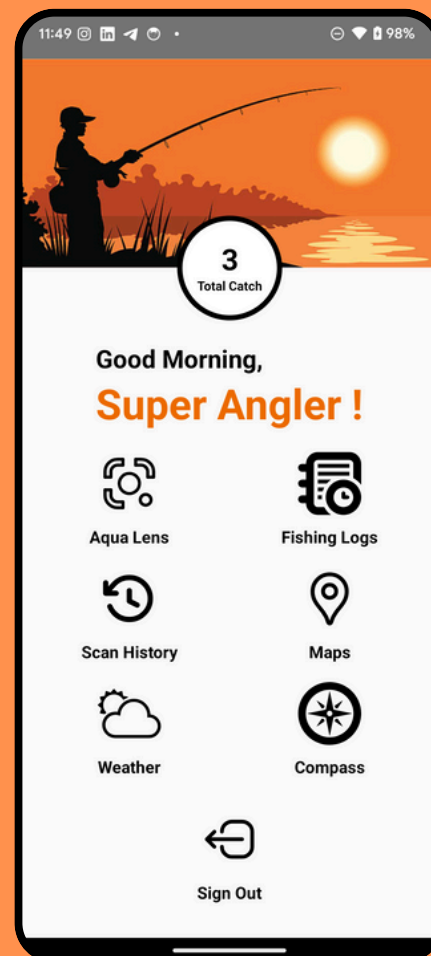 11:49 98%
3
Total Catch
Good Morning,
Super Angler !
Aqua Lens Fishing Logs
Scan History Maps
Weather Compass
Sign Out